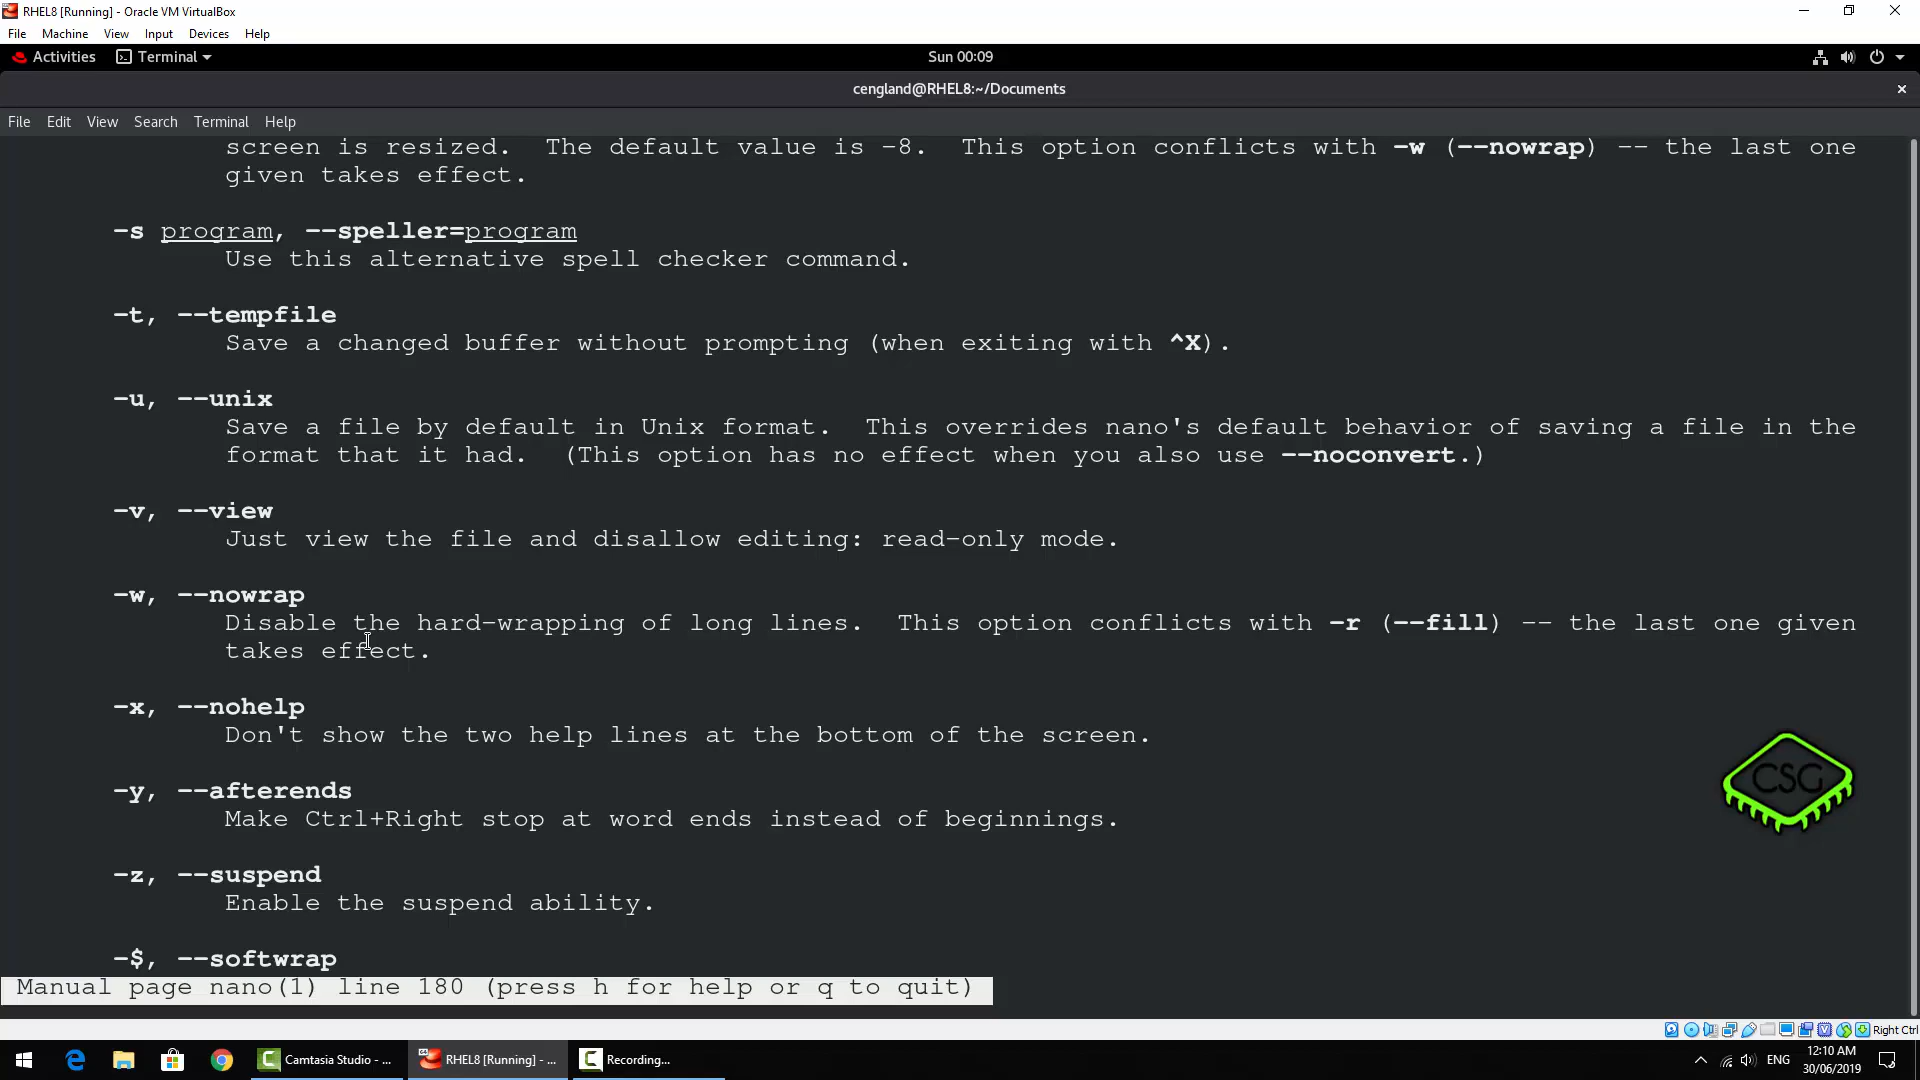 RHEL8 [Running] - Oracle VM VirtualBox
File Machine View Input Devices Help
Activities Terminal Sun 00:09
cengland@RHEL8:~/Documents
File Edit View Search Terminal Help
screen is resized.  The default value is -8.  This option conflicts with -w (--nowrap) -- the last one
given takes effect.
-s program, --speller=program
Use this alternative spell checker command.
-t, --tempfile
Save a changed buffer without prompting (when exiting with ^X).
-u, --unix
Save a file by default in Unix format.  This overrides nano's default behavior of saving a file in the
format that it had.  (This option has no effect when you also use --noconvert.)
-v, --view
Just view the file and disallow editing: read-only mode.
-w, --nowrap
Disable the hard-wrapping of long lines.  This option conflicts with -r (--fill) -- the last one given
takes effect.
-x, --nohelp
Don't show the two help lines at the bottom of the screen.
-y, --afterends
Make Ctrl+Right stop at word ends instead of beginnings.
-z, --suspend
Enable the suspend ability.
-$, --softwrap
Manual page nano(1) line 180 (press h for help or q to quit)
CSG
Right Ctrl
Camtasia Studio - ... RHEL8 [Running] - ... Recording... ENG 12:10 AM
30/06/2019